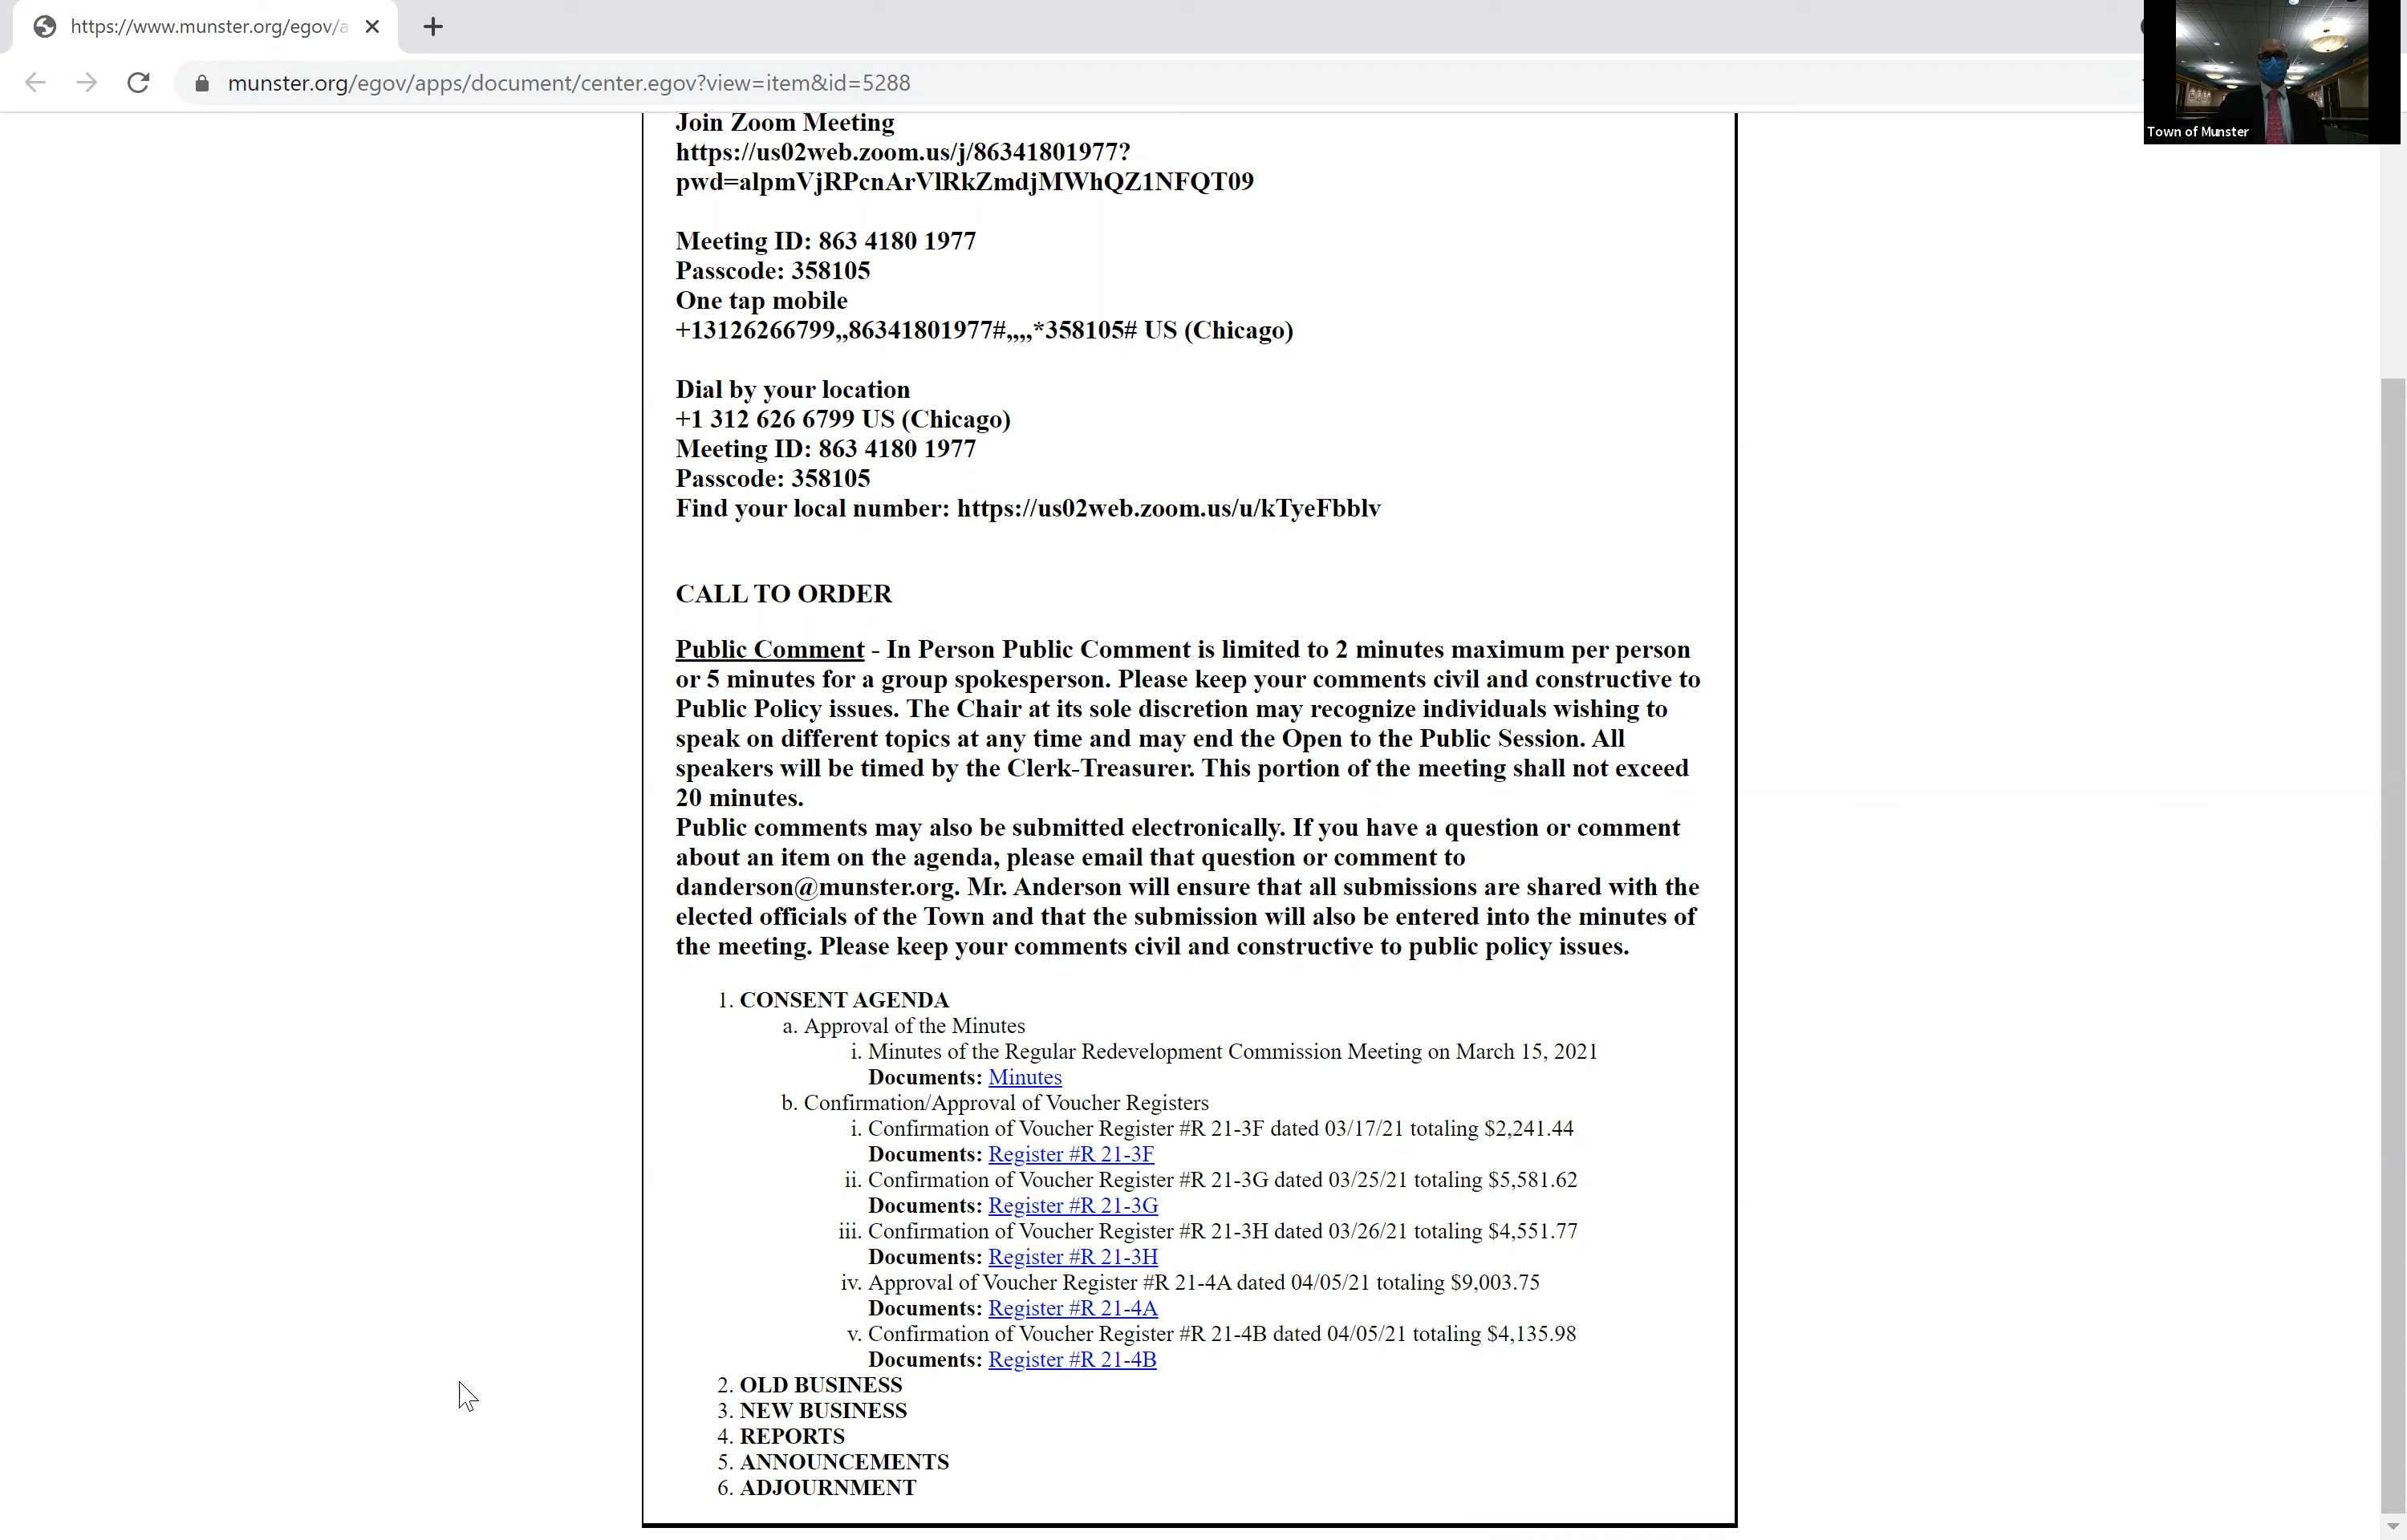 https://www.munster.org/egov/a
munster.org/egov/apps/document/center.egov?view=item&id=5288
Town of Munster
Join Zoom Meeting
https://us02web.zoom.us/j/86341801977?
pwd=alpmVjRPcnArVlRkZmdjMWhQZ1NFQT09
Meeting ID: 863 4180 1977
Passcode: 358105
One tap mobile
+13126266799,,86341801977#,,,,*358105# US (Chicago)
Dial by your location
+1 312 626 6799 US (Chicago)
Meeting ID: 863 4180 1977
Passcode: 358105
Find your local number: https://us02web.zoom.us/u/kTyeFbblv
CALL TO ORDER
Public Comment - In Person Public Comment is limited to 2 minutes maximum per person
or 5 minutes for a group spokesperson. Please keep your comments civil and constructive to
Public Policy issues. The Chair at its sole discretion may recognize individuals wishing to
speak on different topics at any time and may end the Open to the Public Session. All
speakers will be timed by the Clerk-Treasurer. This portion of the meeting shall not exceed
20 minutes.
Public comments may also be submitted electronically. If you have a question or comment
about an item on the agenda, please email that question or comment to
danderson@munster.org. Mr. Anderson will ensure that all submissions are shared with the
elected officials of the Town and that the submission will also be entered into the minutes of
the meeting. Please keep your comments civil and constructive to public policy issues.
1. CONSENT AGENDA
a. Approval of the Minutes
i. Minutes of the Regular Redevelopment Commission Meeting on March 15, 2021
Documents: Minutes
b. Confirmation/Approval of Voucher Registers
i. Confirmation of Voucher Register #R 21-3F dated 03/17/21 totaling $2,241.44
Documents: Register #R 21-3F
ii. Confirmation of Voucher Register #R 21-3G dated 03/25/21 totaling $5,581.62
Documents: Register #R 21-3G
iii. Confirmation of Voucher Register #R 21-3H dated 03/26/21 totaling $4,551.77
Documents: Register #R 21-3H
iv. Approval of Voucher Register #R 21-4A dated 04/05/21 totaling $9,003.75
Documents: Register #R 21-4A
v. Confirmation of Voucher Register #R 21-4B dated 04/05/21 totaling $4,135.98
Documents: Register #R 21-4B
2. OLD BUSINESS
3. NEW BUSINESS
4. REPORTS
5. ANNOUNCEMENTS
6. ADJOURNMENT